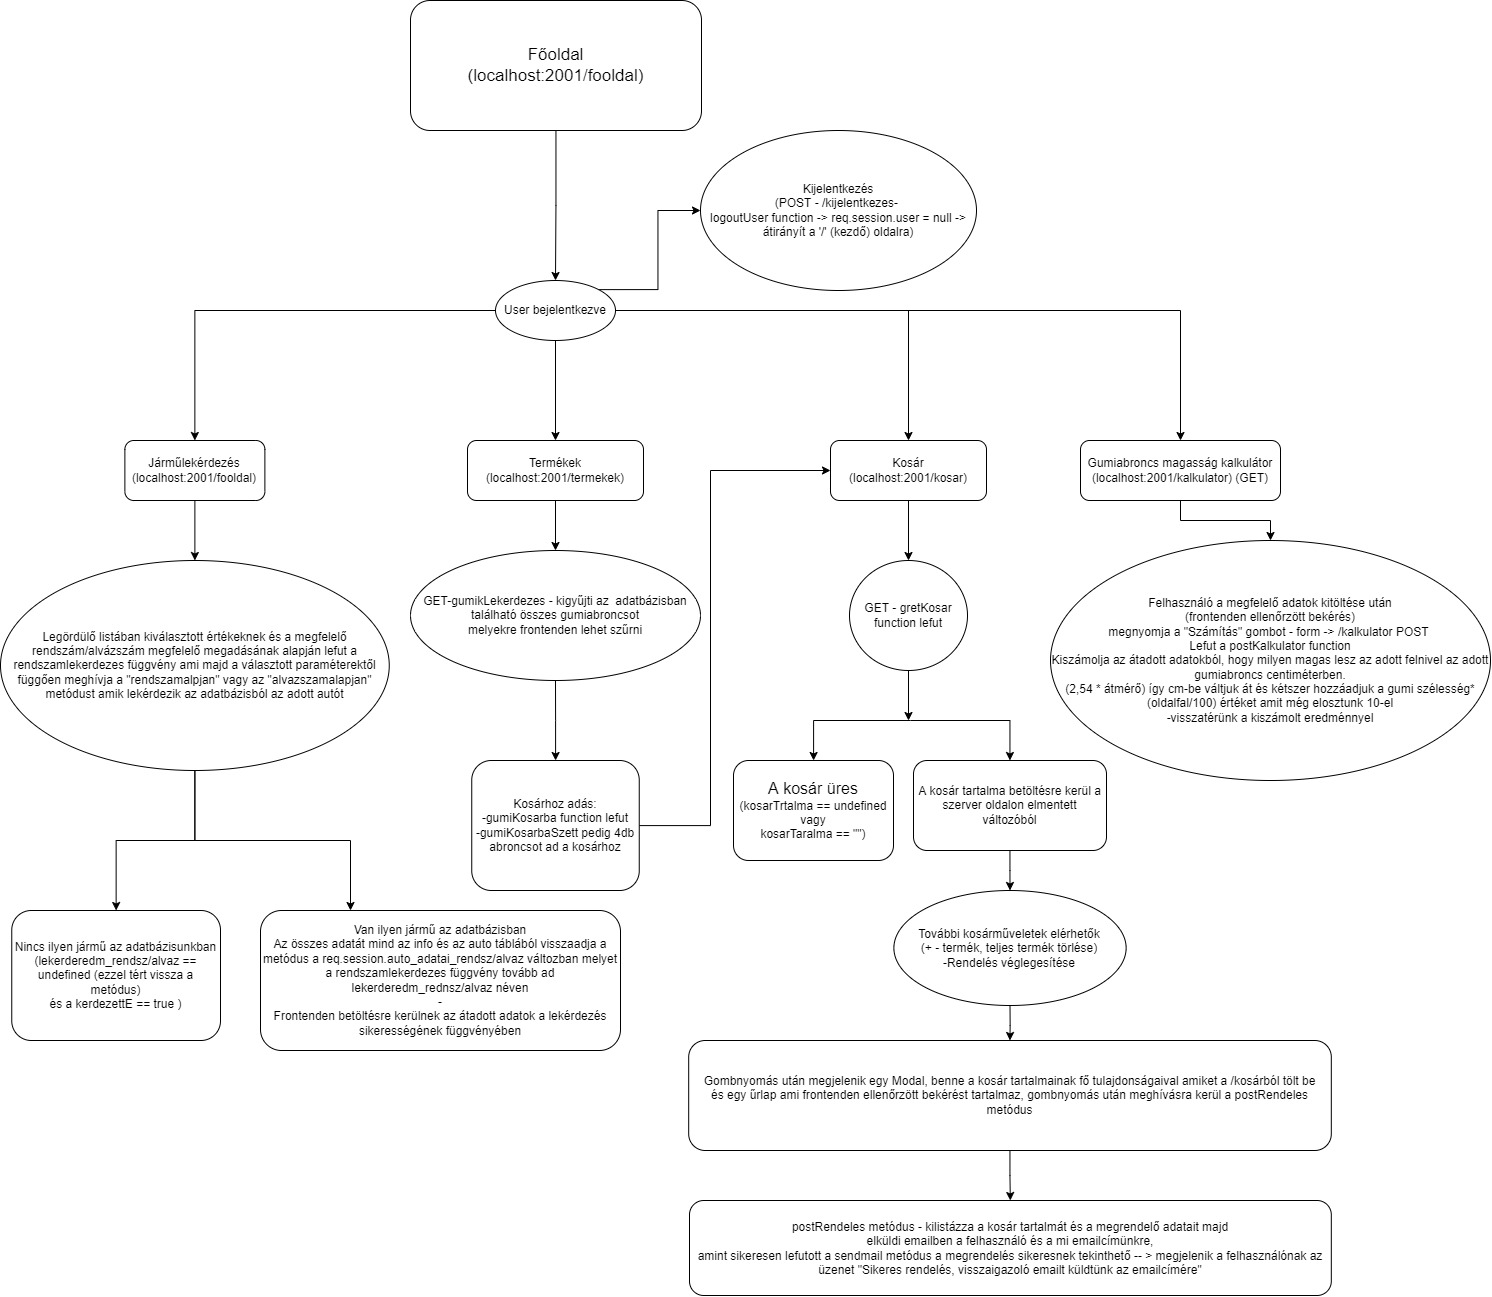 Főoldal
(localhost:2001/fooldal)
Kijelentkezés
(POST - /kijelentkezes-
logoutUser function -> req.session.user = null ->
átirányít a '/' (kezdő) oldalra)
User bejelentkezve
Járműlekérdezés
(localhost:2001/fooldal)
Termékek
(localhost:2001/termekek)
Kosár
(localhost:2001/kosar)
Gumiabroncs magasság kalkulátor
(localhost:2001/kalkulator) (GET)
Legördülő listában kiválasztott értékeknek és a megfelelő
rendszám/alvázszám megfelelő megadásának alapján lefut a
rendszamlekerdezes függvény ami majd a választott paraméterektől
függően meghívja a "rendszamalpjan" vagy az "alvazszamalapjan"
metódust amik lekérdezik az adatbázisból az adott autót
GET-gumikLekerdezes - kigyűjti az  adatbázisban
található összes gumiabroncsot
melyekre frontenden lehet szűrni
GET - gretKosar
function lefut
Felhasználó a megfelelő adatok kitöltése után
(frontenden ellenőrzött bekérés)
megnyomja a "Számítás" gombot - form -> /kalkulator POST
Lefut a postKalkulator function
Kiszámolja az átadott adatokból, hogy milyen magas lesz az adott felnivel az adott
gumiabroncs centiméterben.
(2,54 * átmérő) így cm-be váltjuk át és kétszer hozzáadjuk a gumi szélesség*
(oldalfal/100) értéket amit még elosztunk 10-el
-visszatérünk a kiszámolt eredménnyel
Kosárhoz adás:
-gumiKosarba function lefut
-gumiKosarbaSzett pedig 4db
abroncsot ad a kosárhoz
A kosár üres
(kosarTrtalma == undefined
vagy
kosarTaralma == "")
A kosár tartalma betöltésre kerül a
szerver oldalon elmentett
változóból
Nincs ilyen jármű az adatbázisunkban
(lekerderedm_rendsz/alvaz ==
undefined (ezzel tért vissza a
metódus)
és a kerdezettE == true )
Van ilyen jármű az adatbázisban
Az összes adatát mind az info és az auto táblából visszaadja a
metódus a req.session.auto_adatai_rendsz/alvaz változban melyet
a rendszamlekerdezes függvény tovább ad
lekerderedm_rednsz/alvaz néven
-
Frontenden betöltésre kerülnek az átadott adatok a lekérdezés
sikerességének függvényében
További kosárműveletek elérhetők
(+ - termék, teljes termék törlése)
-Rendelés véglegesítése
Gombnyomás után megjelenik egy Modal, benne a kosár tartalmainak fő tulajdonságaival amiket a /kosárból tölt be
és egy űrlap ami frontenden ellenőrzött bekérést tartalmaz, gombnyomás után meghívásra kerül a postRendeles
metódus
postRendeles metódus - kilistázza a kosár tartalmát és a megrendelő adatait majd
elküldi emailben a felhasználó és a mi emailcímünkre,
amint sikeresen lefutott a sendmail metódus a megrendelés sikeresnek tekinthető -- > megjelenik a felhasználónak az
üzenet "Sikeres rendelés, visszaigazoló emailt küldtünk az emailcímére"